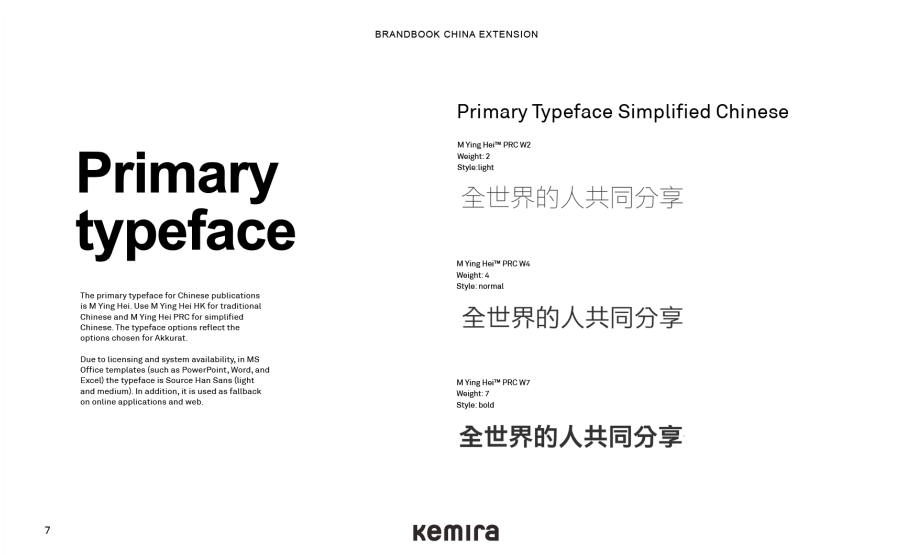 BRANDBOOK CHINA EXTENSION
Primary
typeface
The primary typeface for Chinese publications
is M Ying Hei. Use M Ying Hei HK for traditional
Chinese and M Ying Hei PRC for simplified
Chinese. The typeface options reflect the
options chosen for Akkurat.
Due to licensing and system availability, in MS
Office templates (such as PowerPoint, Word, and
Excel) the typeface is Source Han Sans (light
and medium). In addition, it is used as fallback
on online applications and web.
Primary Typeface Simplified Chinese
M Ying Hei™ PRC W2
Weight: 2
Style:light
全世界的人共同分享
M Ying Hei™ PRC W4
Weight: 4
Style: normal
全世界的人共同分享
M Ying Hei™ PRC W7
Weight: 7
Style: bold
全世界的人共同分享
7
kemira